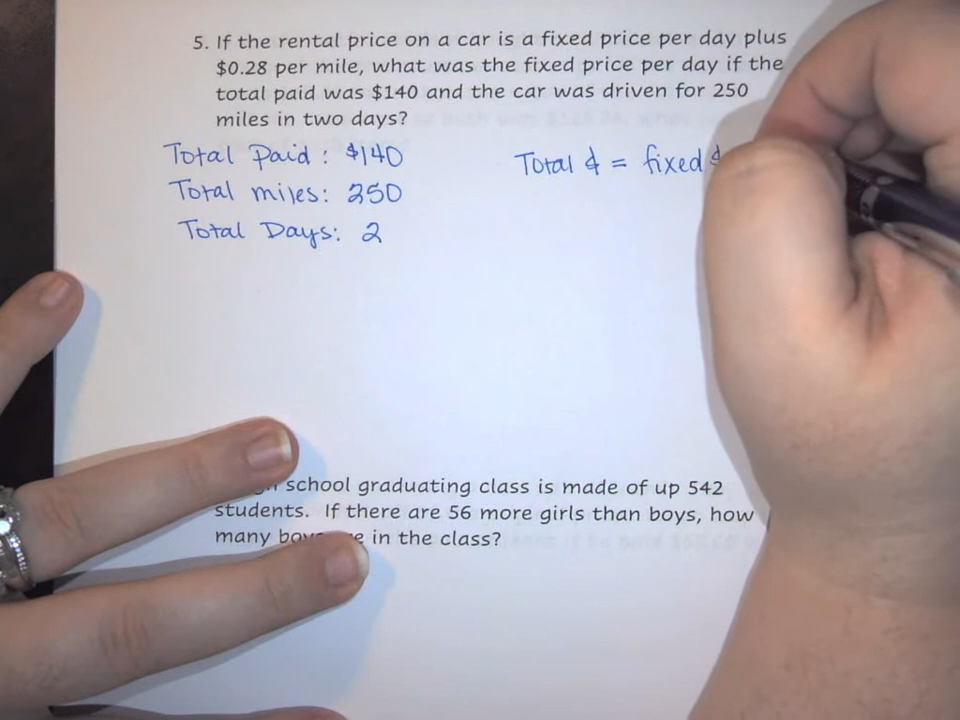 5. If the rental price on a car is a fixed price per day plus
$0.28 per mile, what was the fixed price per day if the
total paid was $140 and the car was driven for 250
miles in two days?
Total Paid: $140
Total miles: 250
Total Days: 2
Total $ = fixed $
school graduating class is made of up 542
students. If there are 56 more girls than boys, how
many in the class?